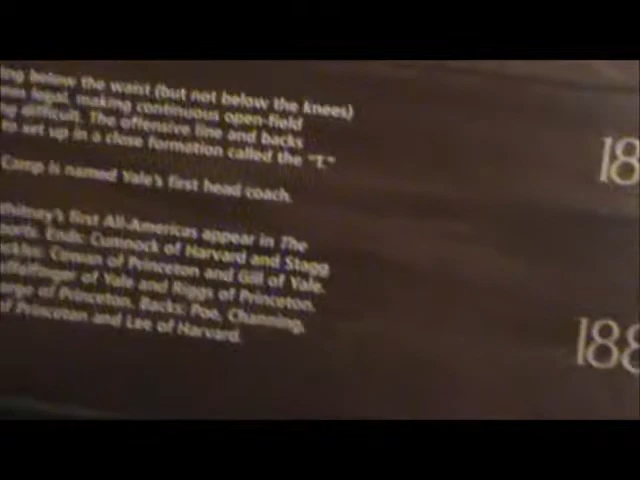 ing below the waist (but not below the knees)
legal, making continuous open-field
difficult. The offensive line and backs
to set up in a close formation called the "T."
Camp is named Yale's first head coach.
Whitney's first All-Americas appear in The
Ends: Cumnock of Harvard and Stagg
Cowan of Princeton and Gill of Yale.
of Yale and Riggs of Princeton.
of Princeton. Backs: Poe, Channing,
of Princeton and Lee of Harvard.
18
188